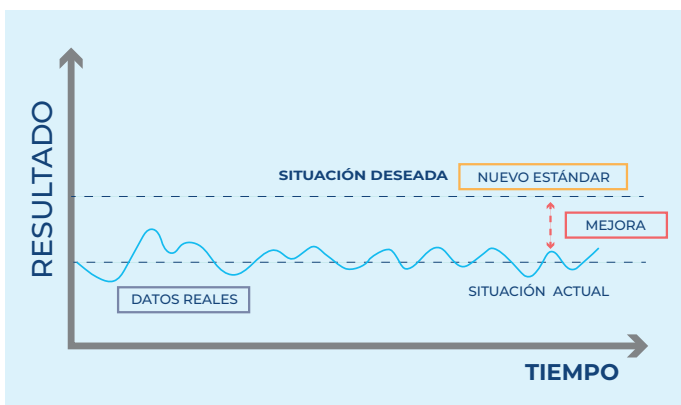 RESULTADO
SITUACIÓN DESEADA
NUEVO ESTÁNDAR
MEJORA
DATOS REALES
SITUACIÓN ACTUAL
TIEMPO